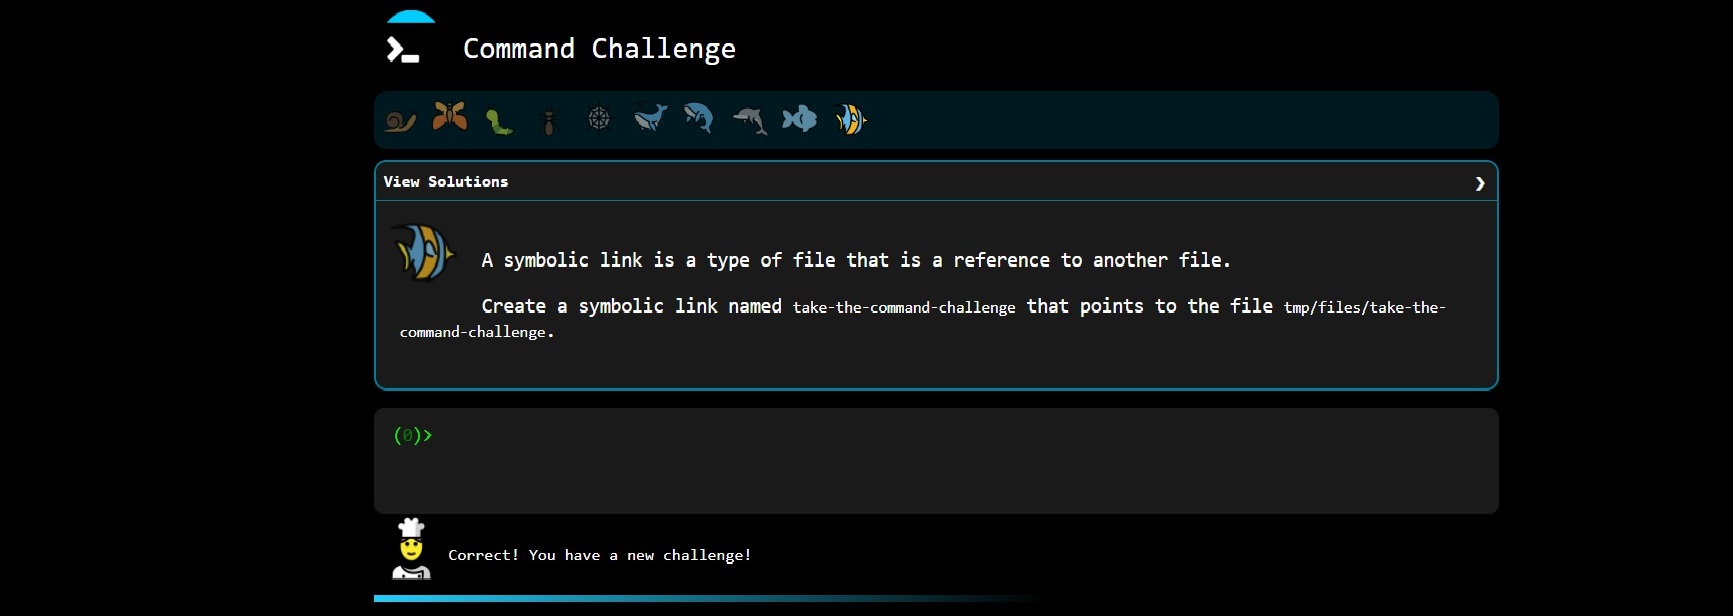 Command Challenge
View Solutions
A symbolic link is a type of file that is a reference to another file.
Create a symbolic link named take-the-command-challenge that points to the file tmp/files/take-the-
command-challenge.
(0)>
Correct! You have a new challenge!